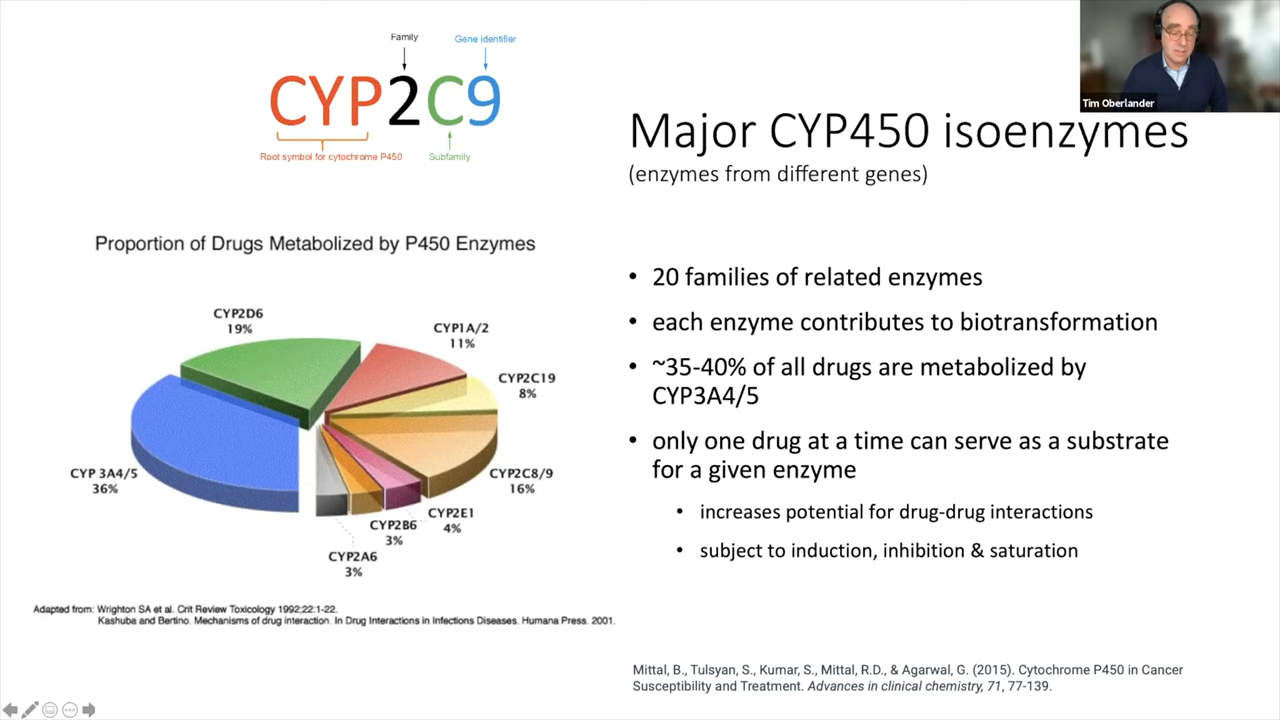 Family
Gene identifier
CYP2C9
Root symbol for cytochrome P450
Subfamily
Tim Oberlander
Major CYP450 isoenzymes
(enzymes from different genes)
Proportion of Drugs Metabolized by P450 Enzymes
CYP2D6
19%
CYP1A/2
11%
CYP2C19
8%
CYP 3A4/5
36%
CYP2C8/9
16%
CYP2E1
4%
CYP2B6
3%
CYP2A6
3%
Adapted from: Wrighton SA et al. Crit Review Toxicology 1992;22:1-22.
Kashuba and Bertino. Mechanisms of drug interaction. In Drug Interactions in Infections Diseases. Humana Press. 2001.
• 20 families of related enzymes
• each enzyme contributes to biotransformation
• ~35-40% of all drugs are metabolized by
CYP3A4/5
• only one drug at a time can serve as a substrate
for a given enzyme
• increases potential for drug-drug interactions
• subject to induction, inhibition & saturation
Mittal, B., Tulsyan, S., Kumar, S., Mittal, R.D., & Agarwal, G. (2015). Cytochrome P450 in Cancer
Susceptibility and Treatment. Advances in clinical chemistry, 71, 77-139.